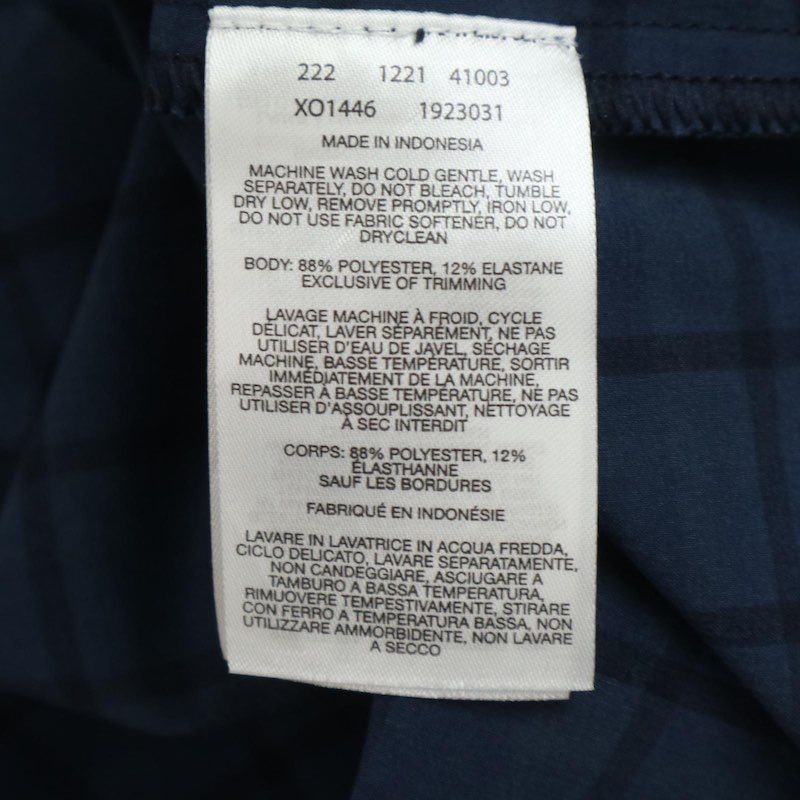 222 1221 41003
XO1446 1923031
MADE IN INDONESIA
MACHINE WASH COLD GENTLE, WASH
SEPARATELY, DO NOT BLEACH, TUMBLE
DRY LOW, REMOVE PROMPTLY, IRON LOW,
DO NOT USE FABRIC SOFTENER, DO NOT
DRYCLEAN
BODY: 88% POLYESTER, 12% ELASTANE
EXCLUSIVE OF TRIMMING
LAVAGE MACHINE À FROID, CYCLE
DÉLICAT, LAVER SÉPARÉMENT, NE PAS
UTILISER D'EAU DE JAVEL, SÉCHAGE
MACHINE, BASSE TEMPÉRATURE, SORTIR
IMMÉDIATEMENT DE LA MACHINE,
REPASSER À BASSE TEMPÉRATURE, NE PAS
UTILISER D'ASSOUPLISSANT, NETTOYAGE
À SEC INTERDIT
CORPS: 88% POLYESTER, 12%
ÉLASTHANNE
SAUF LES BORDURES
FABRIQUÉ EN INDONÉSIE
LAVARE IN LAVATRICE IN ACQUA FREDDA,
CICLO DELICATO, LAVARE SEPARATAMENTE,
NON CANDEGGIARE, ASCIUGARE A
TAMBURO A BASSA TEMPERATURA,
RIMUOVERE TEMPESTIVAMENTE, STIRARE
CON FERRO A TEMPERATURA BASSA, NON
UTILIZZARE AMMORBIDENTE, NON LAVARE
A SECCO